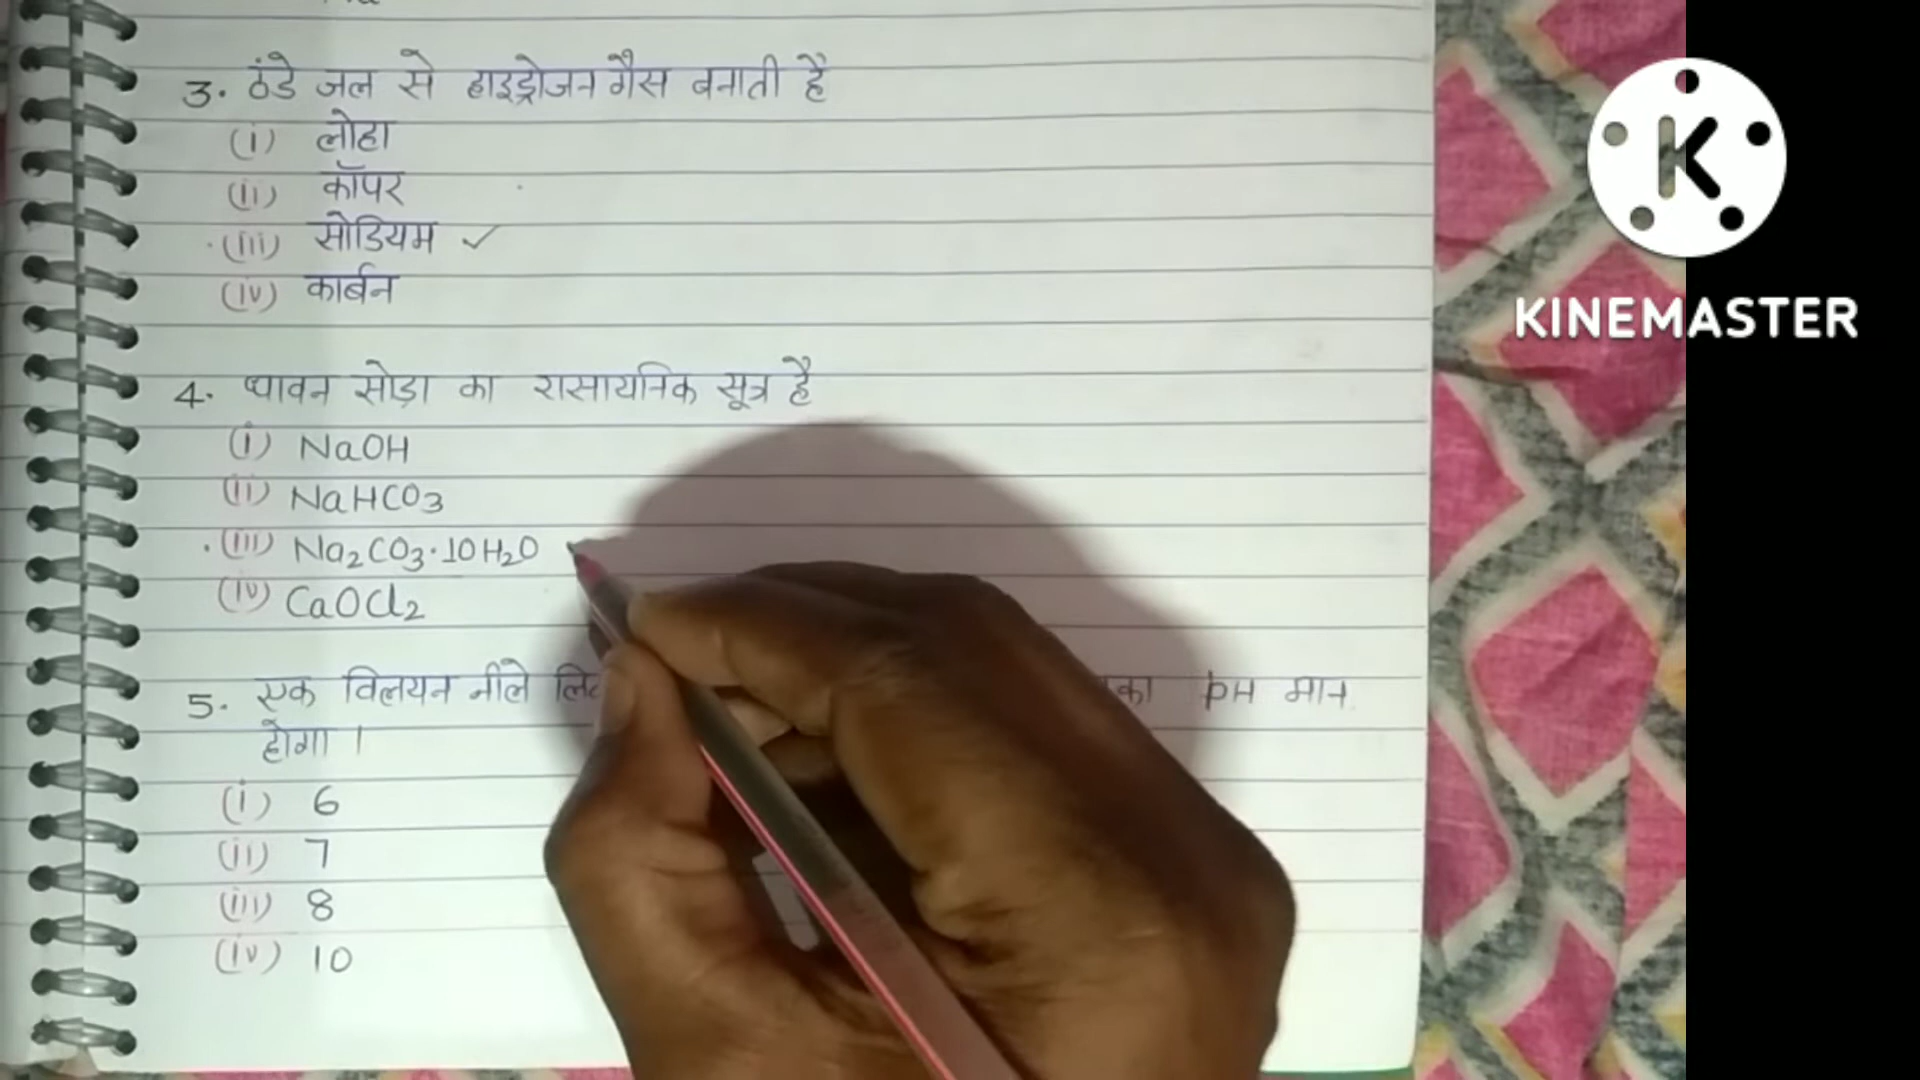 3. ठंडे जल से हाइड्रोजन गैस बनाती है
(i) लोहा
(ii) कॉपर
(iii) सोडियम ✓
(iv) कार्बन
4. धावन सोड़ा का रासायनिक सूत्र है
(i) NaOH
(ii) NaHCO3
(iii) Na2CO3·10H2O
(iv) CaOCl2
5. एक विलयन नीले pH मान
होगा ।
(i) 6
(ii) 7
(iii) 8
(iv) 10
K
KINEMASTER